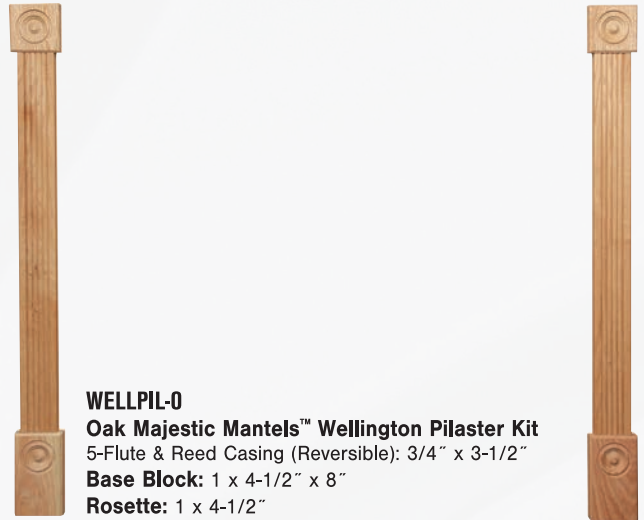 WELLPIL-O
Oak Majestic Mantels™ Wellington Pilaster Kit
5-Flute & Reed Casing (Reversible): 3/4˝ x 3-1/2˝
Base Block: 1 x 4-1/2˝ x 8˝
Rosette: 1 x 4-1/2˝